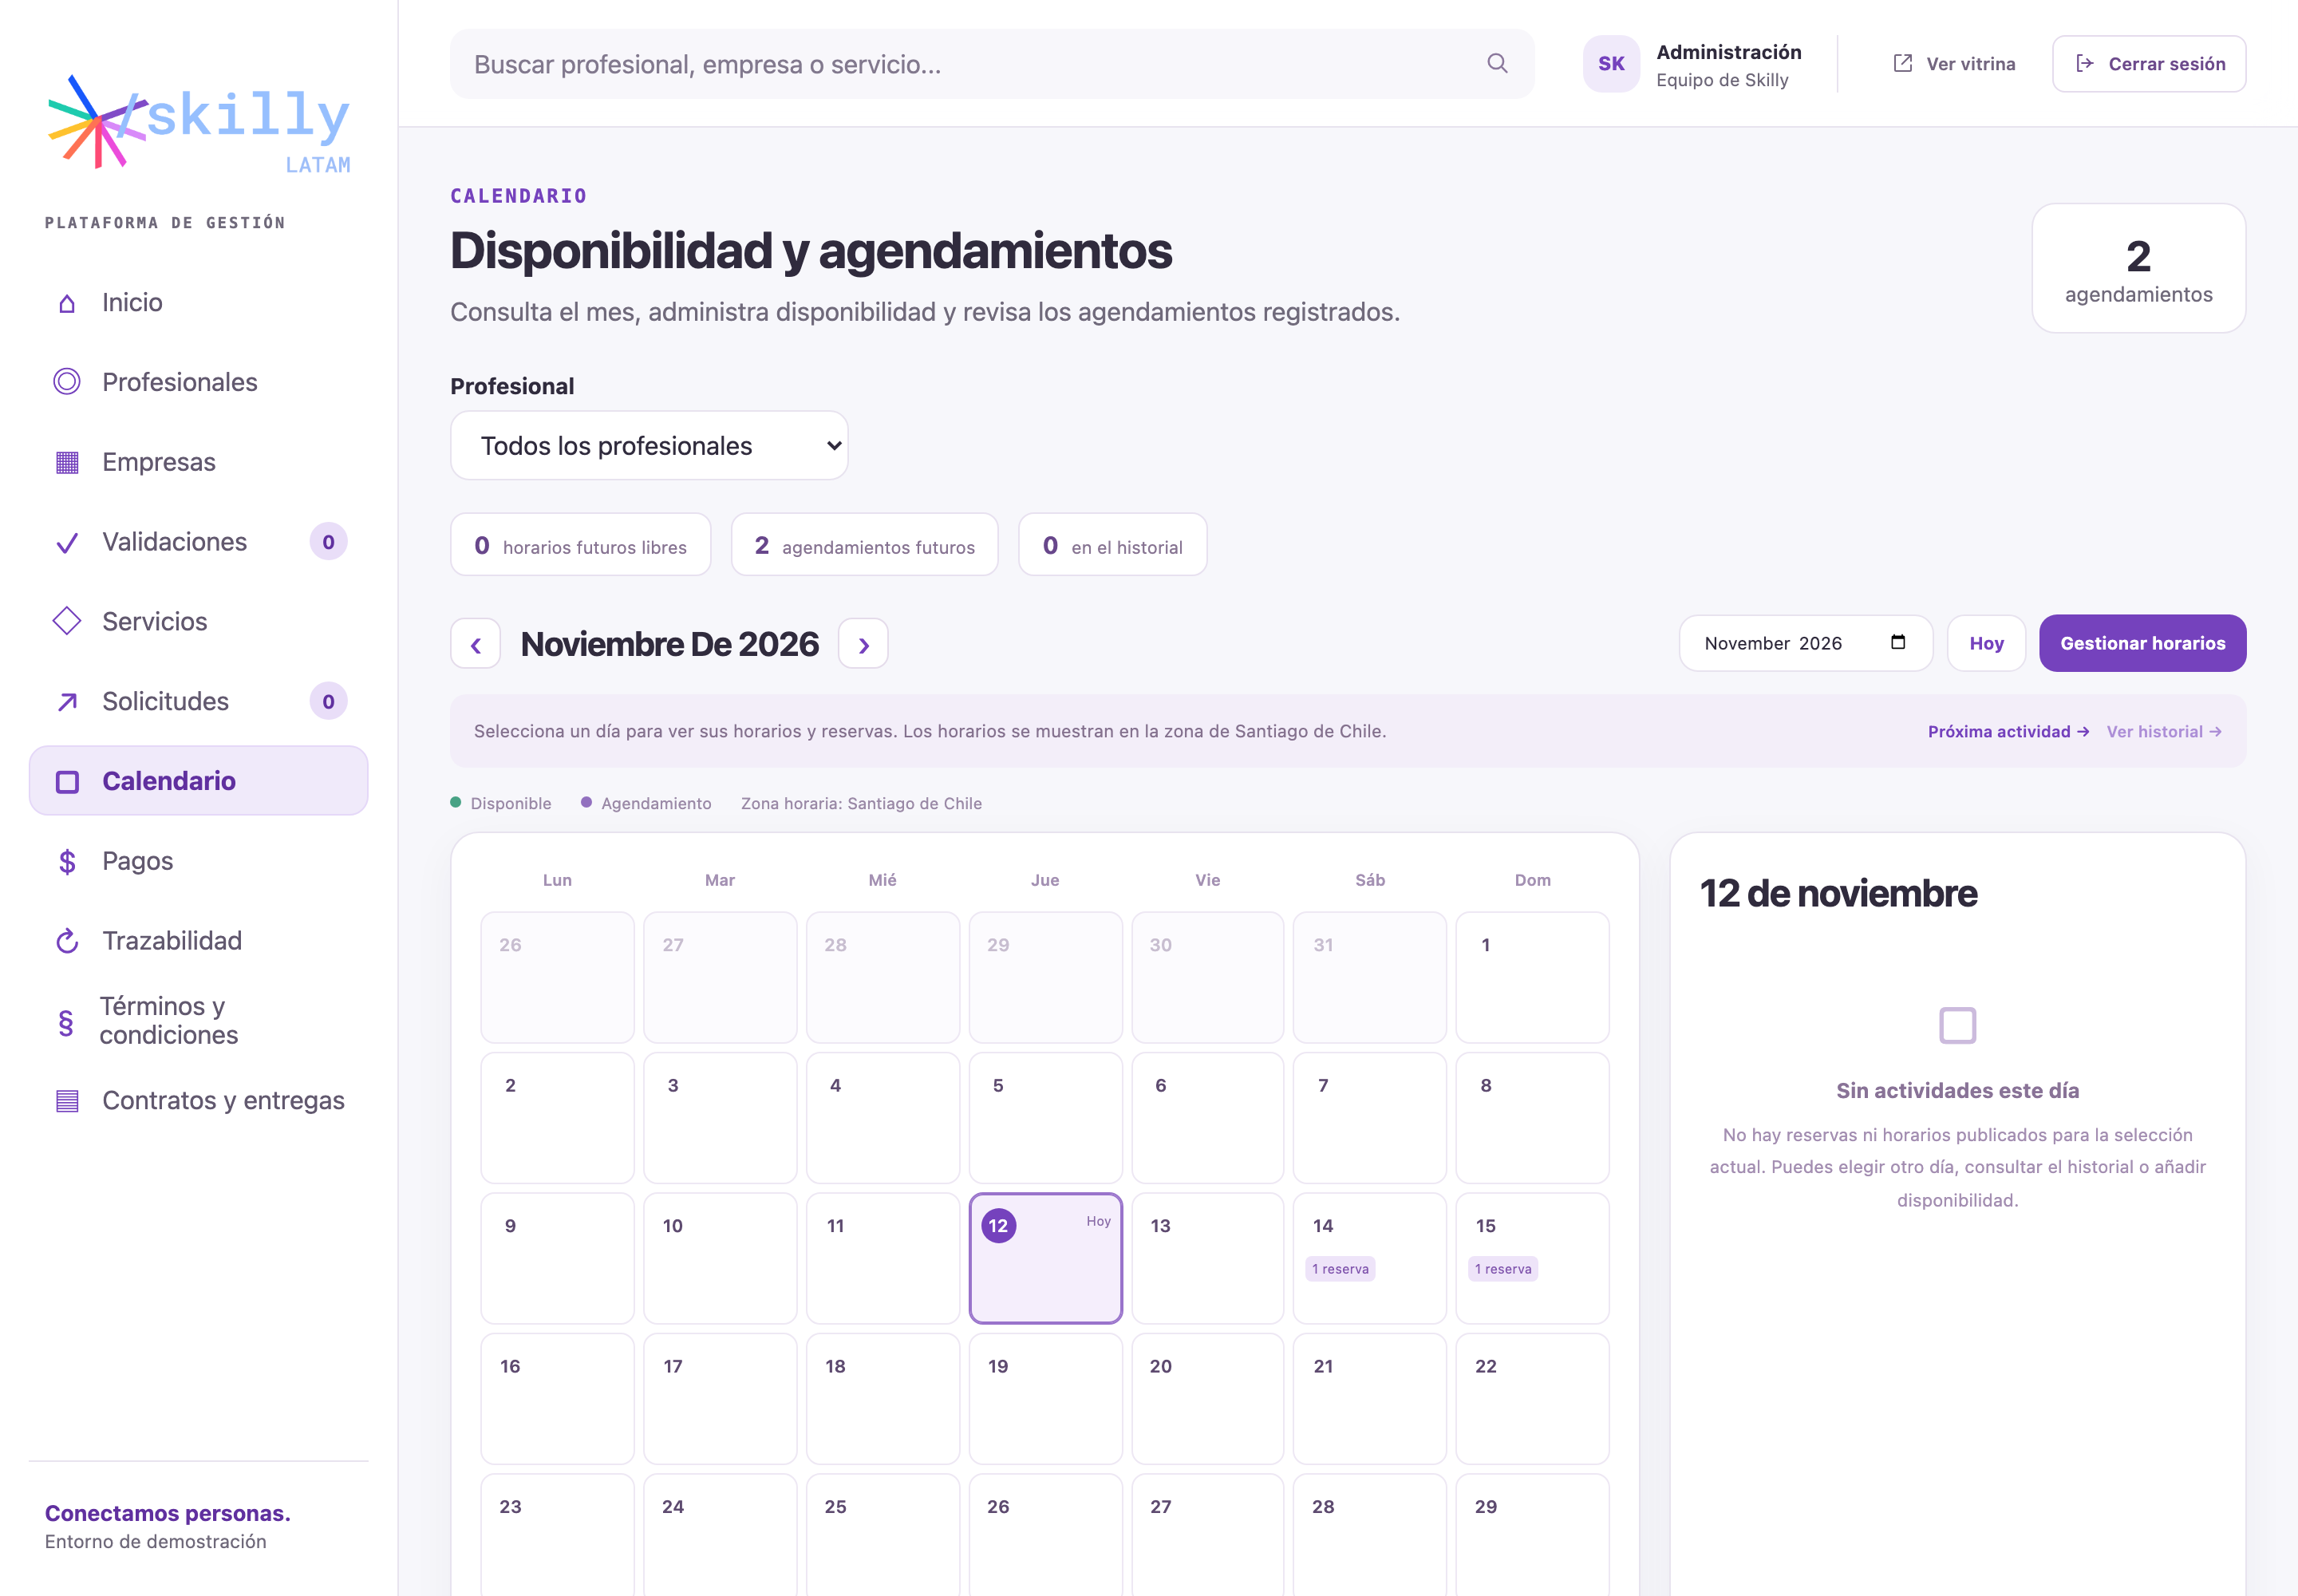 /skilly
LATAM
PLATAFORMA DE GESTIÓN
Inicio
Profesionales
Empresas
Validaciones 0
Servicios
Solicitudes 0
Calendario
$ Pagos
Trazabilidad
§ Términos y
condiciones
Contratos y entregas
Conectamos personas.
Entorno de demostración
Buscar profesional, empresa o servicio...
SK
Administración
Equipo de Skilly
Ver vitrina
Cerrar sesión
CALENDARIO
Disponibilidad y agendamientos
Consulta el mes, administra disponibilidad y revisa los agendamientos registrados.
2
agendamientos
Profesional
Todos los profesionales
0 horarios futuros libres
2 agendamientos futuros
0 en el historial
‹ Noviembre De 2026 ›
November 2026
Hoy
Gestionar horarios
Selecciona un día para ver sus horarios y reservas. Los horarios se muestran en la zona de Santiago de Chile.
Próxima actividad → Ver historial →
Disponible Agendamiento Zona horaria: Santiago de Chile
Lun Mar Mié Jue Vie Sáb Dom
26 27 28 29 30 31 1
2 3 4 5 6 7 8
9 10 11 12 Hoy 13 14 15
1 reserva 1 reserva
16 17 18 19 20 21 22
23 24 25 26 27 28 29
12 de noviembre
Sin actividades este día
No hay reservas ni horarios publicados para la selección
actual. Puedes elegir otro día, consultar el historial o añadir
disponibilidad.